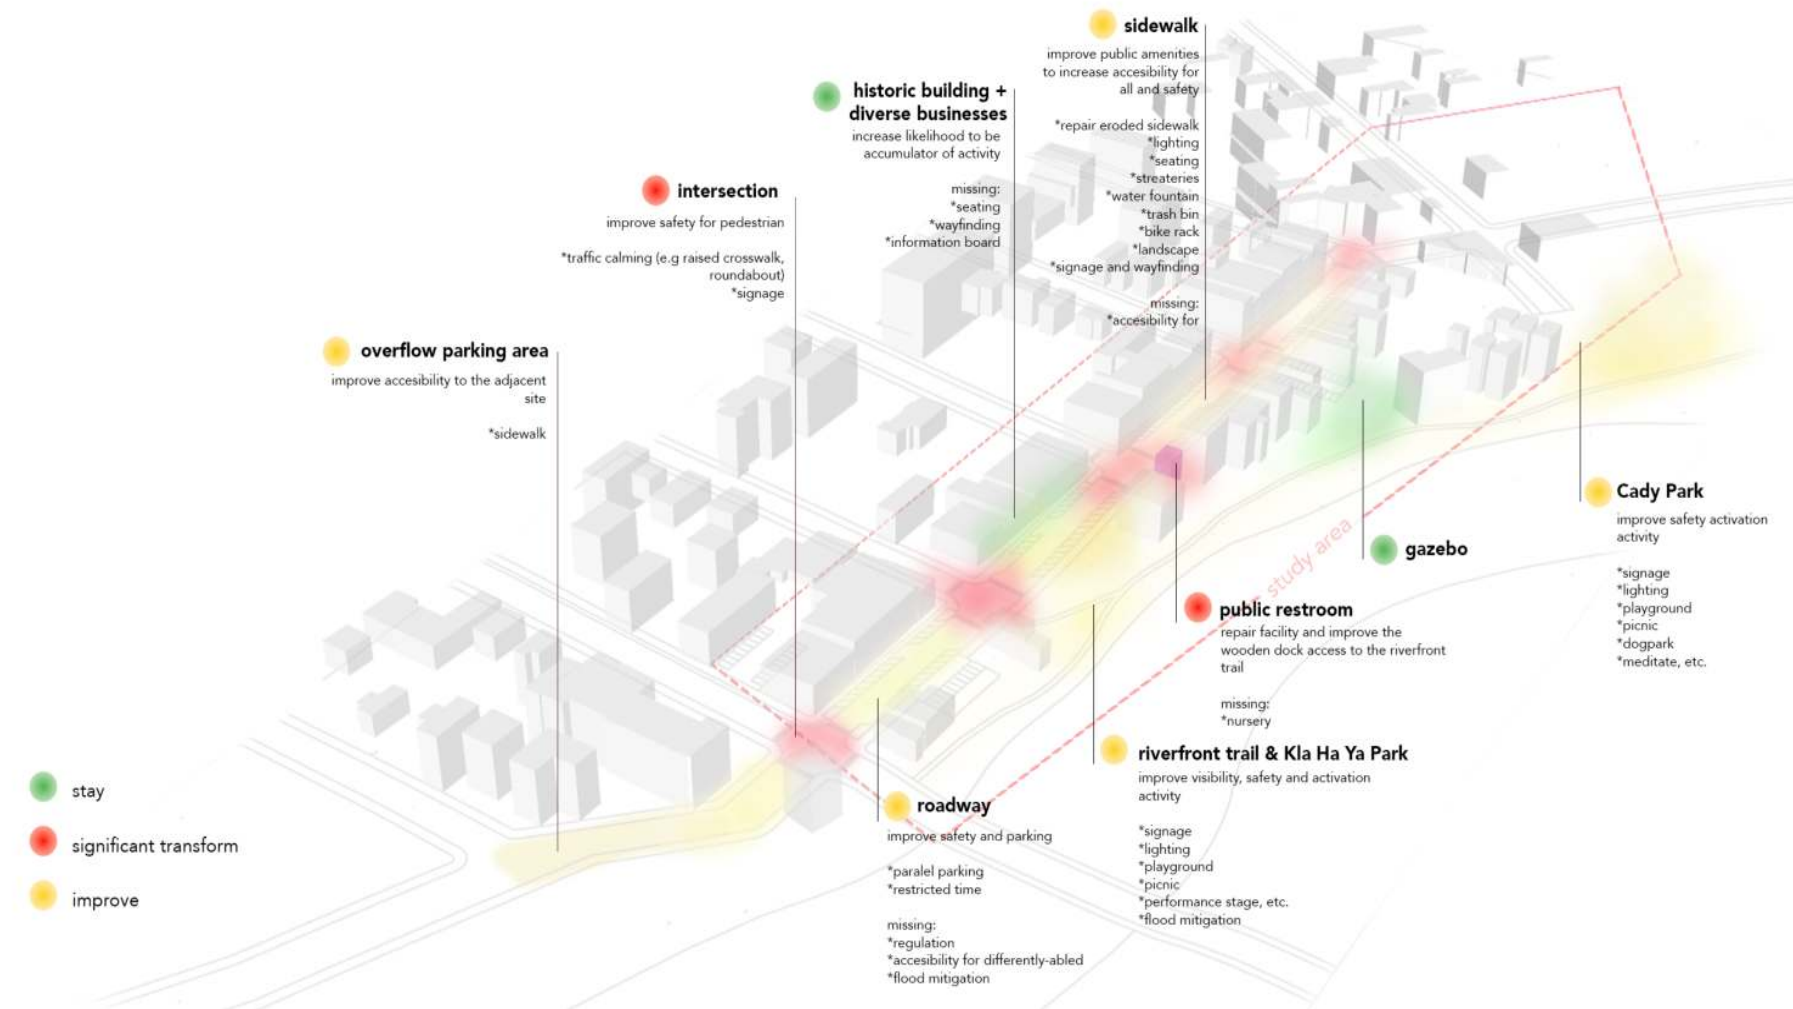 sidewalk
improve public amenities
to increase accesibility for
all and safety
*repair eroded sidewalk
*lighting
*seating
*streateries
*water fountain
*trash bin
*bike rack
*landscape
*signage and wayfinding
missing:
*accesibility for
historic building +
diverse businesses
increase likelihood to be
accumulator of activity
missing:
*seating
*wayfinding
*information board
intersection
improve safety for pedestrian
*traffic calming (e.g raised crosswalk,
roundabout)
*signage
overflow parking area
improve accesibility to the adjacent
site
*sidewalk
Cady Park
improve safety activation
activity
*signage
*lighting
*playground
*picnic
*dogpark
*meditate, etc.
gazebo
study area
public restroom
repair facility and improve the
wooden dock access to the riverfront
trail
missing:
*nursery
riverfront trail & Kla Ha Ya Park
improve visibility, safety and activation
activity
*signage
*lighting
*playground
*picnic
*performance stage, etc.
*flood mitigation
roadway
improve safety and parking
*paralel parking
*restricted time
missing:
*regulation
*accesibility for differently-abled
*flood mitigation
stay
significant transform
improve